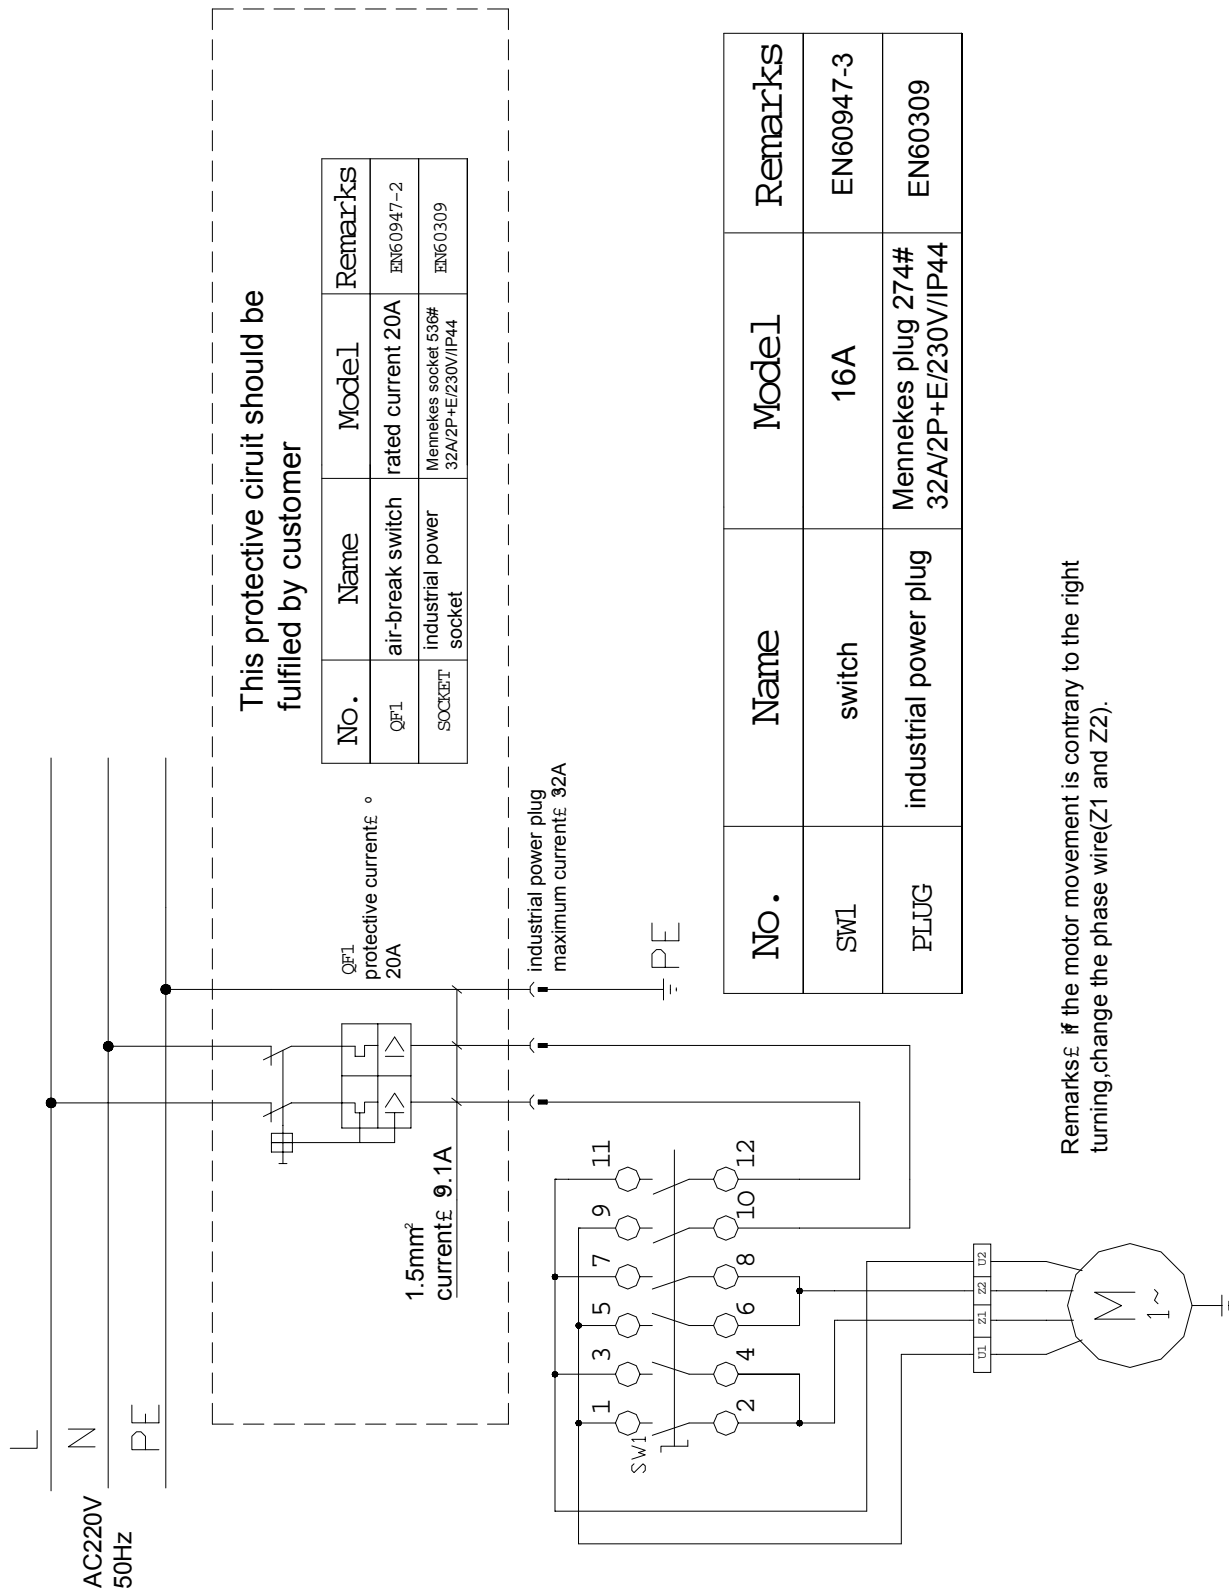 L
N
PE
AC220V
50Hz
This protective ciruit should be
fulfiled by customer
No. Name Model Remarks
QF1 air-break switch rated current 20A EN60947-2
SOCKET industrial power socket Mennekes socket 536# 32A/2P+E/230V/IP44 EN60309
QF1
protective current£ °
20A
1.5mm²
current£ 9.1A
industrial power plug
maximum current£ 32A
PE
SW1
1 3 5 7 9 11
2 4 6 8 10 12
U1 Z1 Z2 U2
M
1~
No. Name Model Remarks
SW1 switch 16A EN60947-3
PLUG industrial power plug Mennekes plug 274# 32A/2P+E/230V/IP44 EN60309
Remarks£ if the motor movement is contrary to the right
turning,change the phase wire(Z1 and Z2).